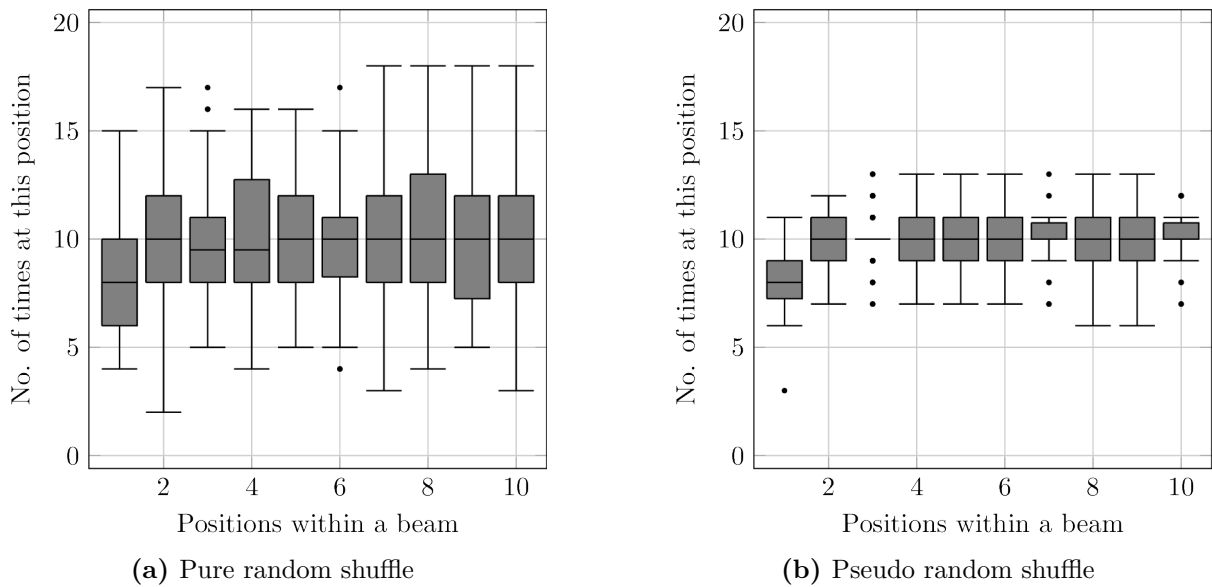 20
15
10
5
0
No. of times at this position
2 4 6 8 10
Positions within a beam
(a) Pure random shuffle
20
15
10
5
0
No. of times at this position
2 4 6 8 10
Positions within a beam
(b) Pseudo random shuffle